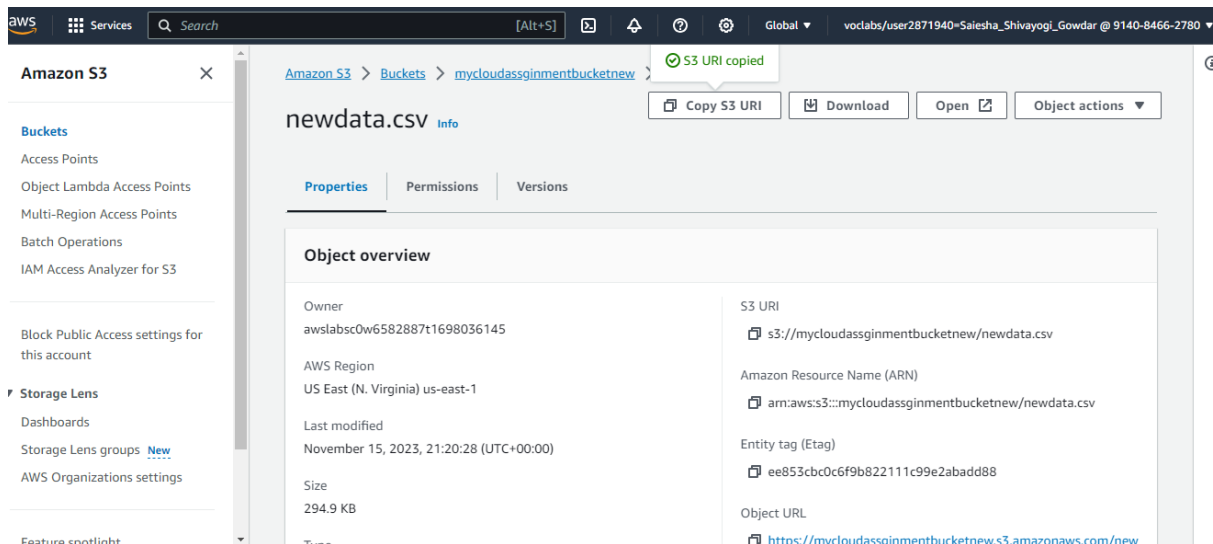 aws
Services
Search [Alt+S]
Global ▼ voclabs/user2871940=Saiesha_Shivayogi_Gowdar @ 9140-8466-2780 ▼
Amazon S3
Buckets
Access Points
Object Lambda Access Points
Multi-Region Access Points
Batch Operations
IAM Access Analyzer for S3
Block Public Access settings for
this account
Storage Lens
Dashboards
Storage Lens groups New
AWS Organizations settings
Feature spotlight
Amazon S3 > Buckets > mycloudassginmentbucketnew >
S3 URI copied
newdata.csv Info
Copy S3 URI
Download
Open
Object actions ▼
Properties
Permissions
Versions
Object overview
Owner
awslabsc0w6582887t1698036145
AWS Region
US East (N. Virginia) us-east-1
Last modified
November 15, 2023, 21:20:28 (UTC+00:00)
Size
294.9 KB
Type
S3 URI
s3://mycloudassginmentbucketnew/newdata.csv
Amazon Resource Name (ARN)
arn:aws:s3:::mycloudassginmentbucketnew/newdata.csv
Entity tag (Etag)
ee853cbc0c6f9b822111c99e2abadd88
Object URL
https://mycloudassginmentbucketnew.s3.amazonaws.com/new